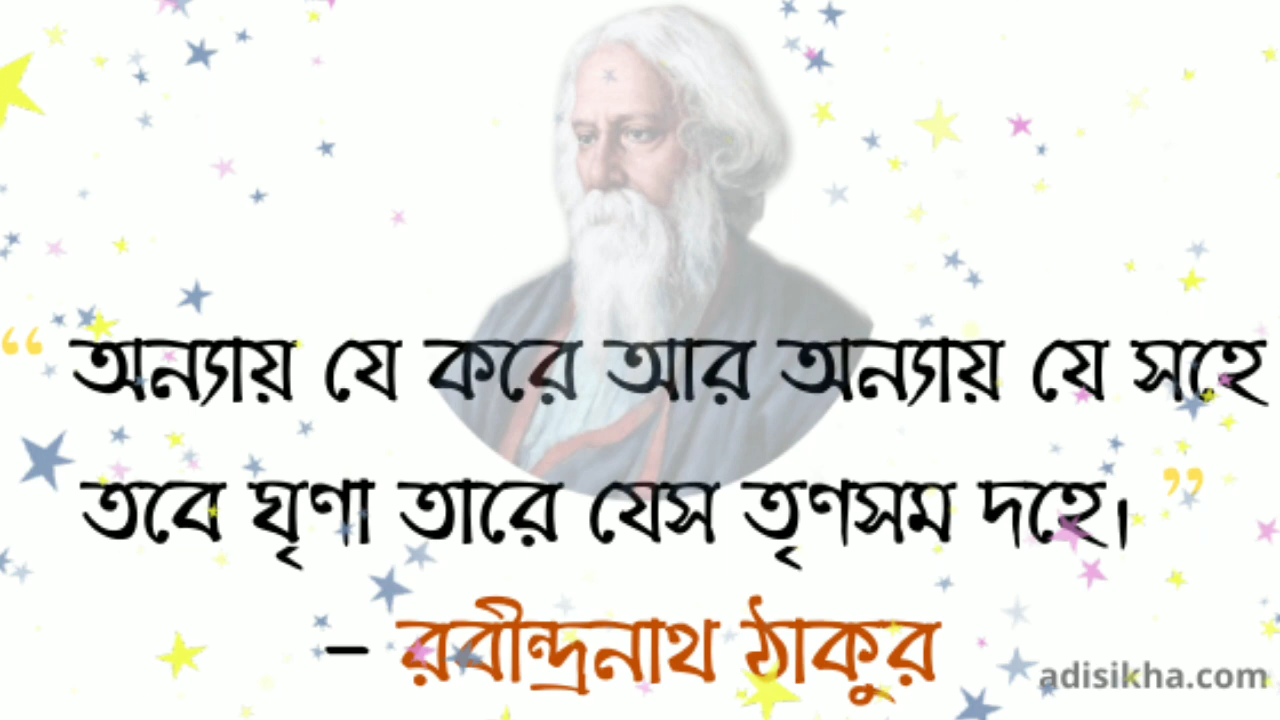 “ অন্যায় যে করে আর অন্যায় যে সহে
তবে ঘৃণা তারে যেস তৃণসম দহে। ”
– রবীন্দ্রনাথ ঠাকুর
adisikha.com